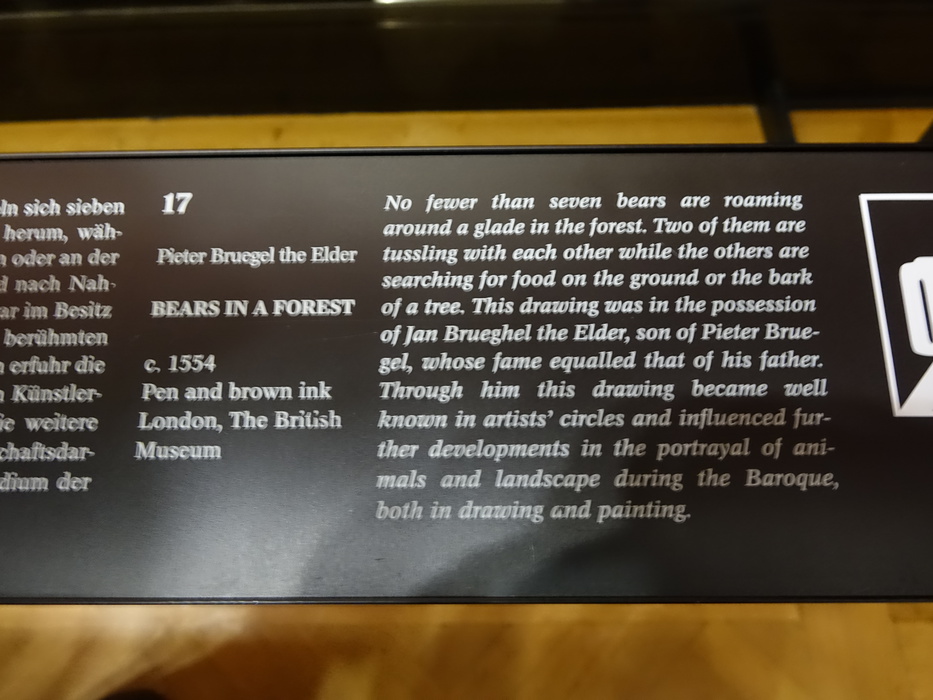 ln sich sieben
herum, wäh-
oder an der
nach Nah-
ar im Besitz
berühmten
erfuhr die
Künstler-
ie weitere
chaftsdar-
dium der
17
Pieter Bruegel the Elder
BEARS IN A FOREST
c. 1554
Pen and brown ink
London, The British
Museum
No fewer than seven bears are roaming
around a glade in the forest. Two of them are
tussling with each other while the others are
searching for food on the ground or the bark
of a tree. This drawing was in the possession
of Jan Brueghel the Elder, son of Pieter Brue-
gel, whose fame equalled that of his father.
Through him this drawing became well
known in artists' circles and influenced fur-
ther developments in the portrayal of ani-
mals and landscape during the Baroque,
both in drawing and painting.